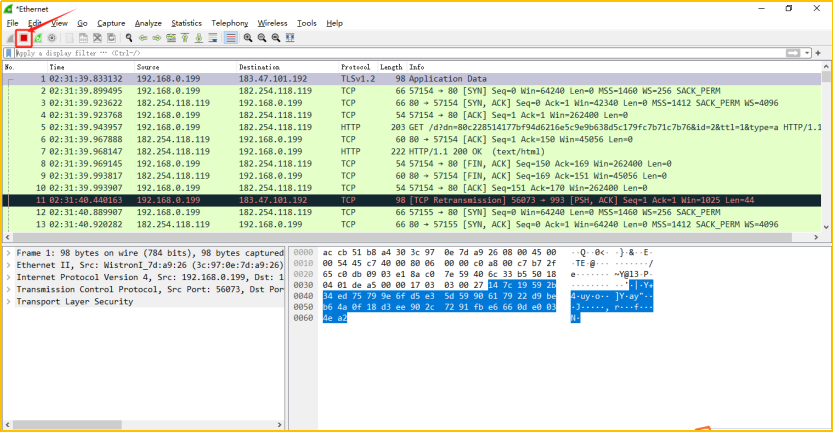 *Ethernet
File Edit View Go Capture Analyze Statistics Telephony Wireless Tools Help
Apply a display filter ··· <Ctrl-/>
No. Time Source Destination Protocol Length Info
1 02:31:39.833132 192.168.0.199 183.47.101.192 TLSv1.2 98 Application Data
2 02:31:39.899495 192.168.0.199 182.254.118.119 TCP 66 57154 → 80 [SYN] Seq=0 Win=64240 Len=0 MSS=1460 WS=256 SACK_PERM
3 02:31:39.923622 182.254.118.119 192.168.0.199 TCP 66 80 → 57154 [SYN, ACK] Seq=0 Ack=1 Win=42340 Len=0 MSS=1412 SACK_PERM WS=4096
4 02:31:39.923768 192.168.0.199 182.254.118.119 TCP 54 57154 → 80 [ACK] Seq=1 Ack=1 Win=262400 Len=0
5 02:31:39.943957 192.168.0.199 182.254.118.119 HTTP 203 GET /d?dn=80c228514177bf94d6216e5c9e9b638d5c179fc7b71c7b76&id=2&ttl=1&type=a HTTP/1.
6 02:31:39.967888 182.254.118.119 192.168.0.199 TCP 60 80 → 57154 [ACK] Seq=1 Ack=150 Win=45056 Len=0
7 02:31:39.968147 182.254.118.119 192.168.0.199 HTTP 222 HTTP/1.1 200 OK (text/html)
8 02:31:39.969145 192.168.0.199 182.254.118.119 TCP 54 57154 → 80 [FIN, ACK] Seq=150 Ack=169 Win=262400 Len=0
9 02:31:39.993817 182.254.118.119 192.168.0.199 TCP 60 80 → 57154 [FIN, ACK] Seq=169 Ack=151 Win=45056 Len=0
10 02:31:39.993907 192.168.0.199 182.254.118.119 TCP 54 57154 → 80 [ACK] Seq=151 Ack=170 Win=262400 Len=0
11 02:31:40.440163 192.168.0.199 183.47.101.192 TCP 98 [TCP Retransmission] 56073 → 993 [PSH, ACK] Seq=1 Ack=1 Win=1025 Len=44
12 02:31:40.889907 192.168.0.199 182.254.118.119 TCP 66 57155 → 80 [SYN] Seq=0 Win=64240 Len=0 MSS=1460 WS=256 SACK_PERM
13 02:31:40.920282 182.254.118.119 192.168.0.199 TCP 66 80 → 57155 [SYN, ACK] Seq=0 Ack=1 Win=42340 Len=0 MSS=1412 SACK_PERM WS=4096
Frame 1: 98 bytes on wire (784 bits), 98 bytes captured
Ethernet II, Src: WistronI_7d:a9:26 (3c:97:0e:7d:a9:26)
Internet Protocol Version 4, Src: 192.168.0.199, Dst: 1
Transmission Control Protocol, Src Port: 56073, Dst Por
Transport Layer Security
0000 ac cb 51 b8 a4 30 3c 97 0e 7d a9 26 08 00 45 00 ··Q··0<· ·}·&··E·
0010 00 54 45 c7 40 00 80 06 00 00 c0 a8 00 c7 b7 2f ·TE·@··· ·······/
0020 65 c0 db 09 03 e1 8a c0 7e 59 40 6c 33 b5 50 18 e······· ~Y@l3·P·
0030 04 01 de a5 00 00 17 03 03 00 27 14 7c 19 59 2b ········ ··'·|·Y+
0040 34 ed 75 79 9e 6f d5 e3 5d 59 90 61 79 22 d9 be 4·uy·o·· ]Y·ay"··
0050 b6 4a 0f 18 d3 ee 90 2c 72 91 fb e6 66 0d e0 03 ·J·····, r···f···
0060 4e a2 N·